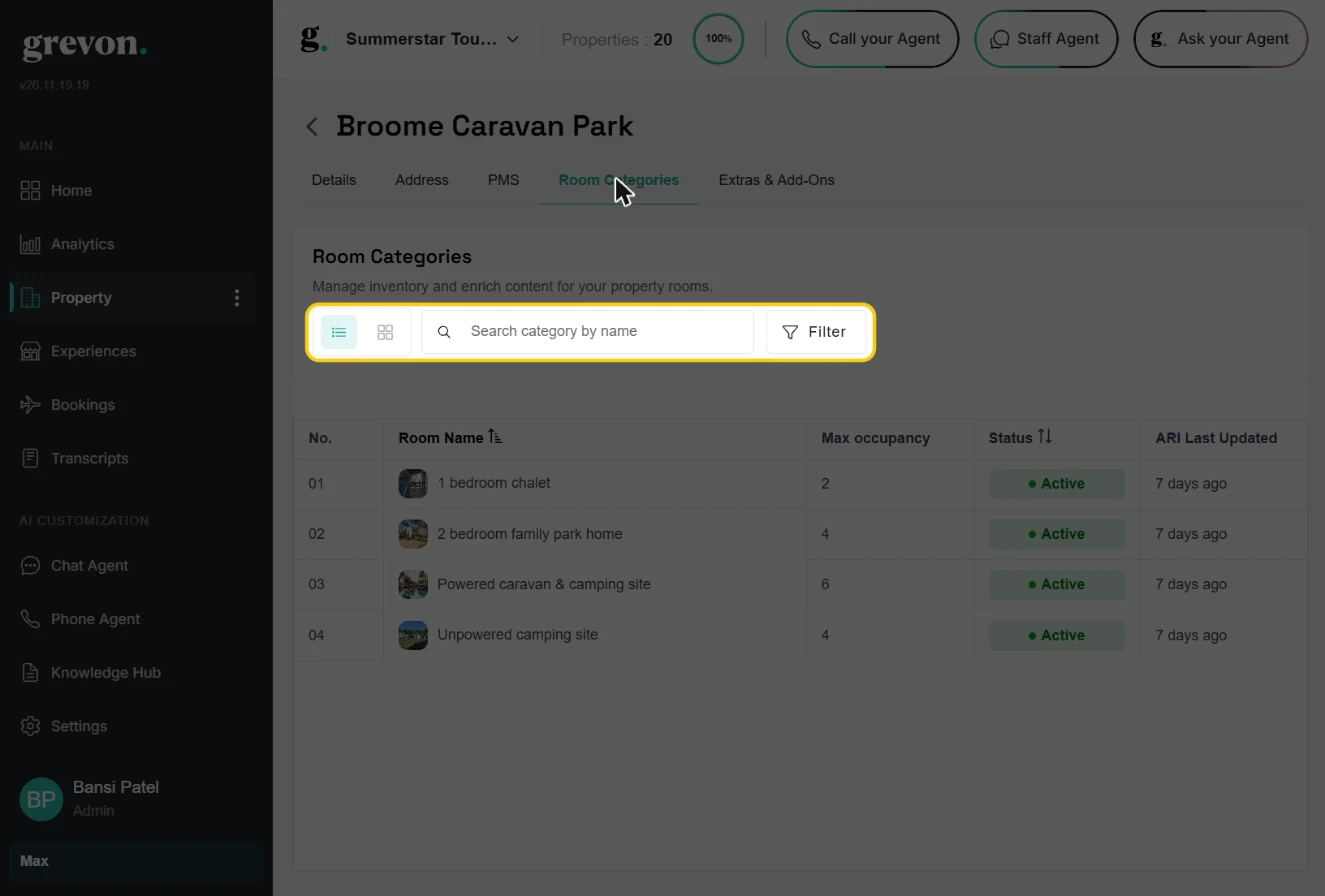 grevon.
v26.11.19.19
MAIN
Home
Analytics
Property
Experiences
Bookings
Transcripts
AI CUSTOMIZATION
Chat Agent
Phone Agent
Knowledge Hub
Settings
BP
Bansi Patel
Admin
Max
g. Summerstar Tou... Properties : 20 100% Call your Agent Staff Agent g. Ask your Agent
Broome Caravan Park
Details Address PMS Room Categories Extras & Add-Ons
Room Categories
Manage inventory and enrich content for your property rooms.
Search category by name Filter
No. Room Name Max occupancy Status ARI Last Updated
01 1 bedroom chalet 2 Active 7 days ago
02 2 bedroom family park home 4 Active 7 days ago
03 Powered caravan & camping site 6 Active 7 days ago
04 Unpowered camping site 4 Active 7 days ago